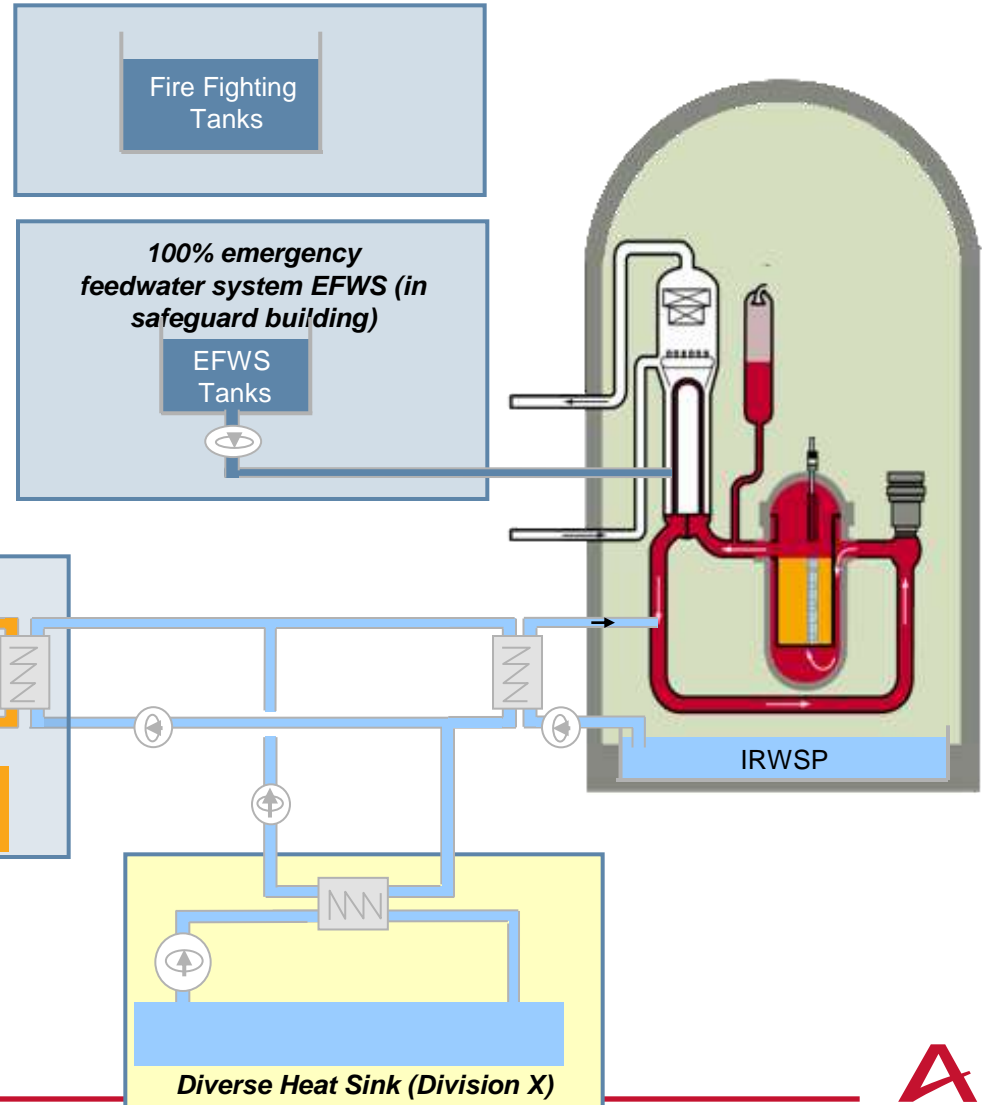 Fire Fighting
Tanks
100% emergency
feedwater system EFWS (in
safeguard building)
EFWS
Tanks
IRWSP
Diverse Heat Sink (Division X)